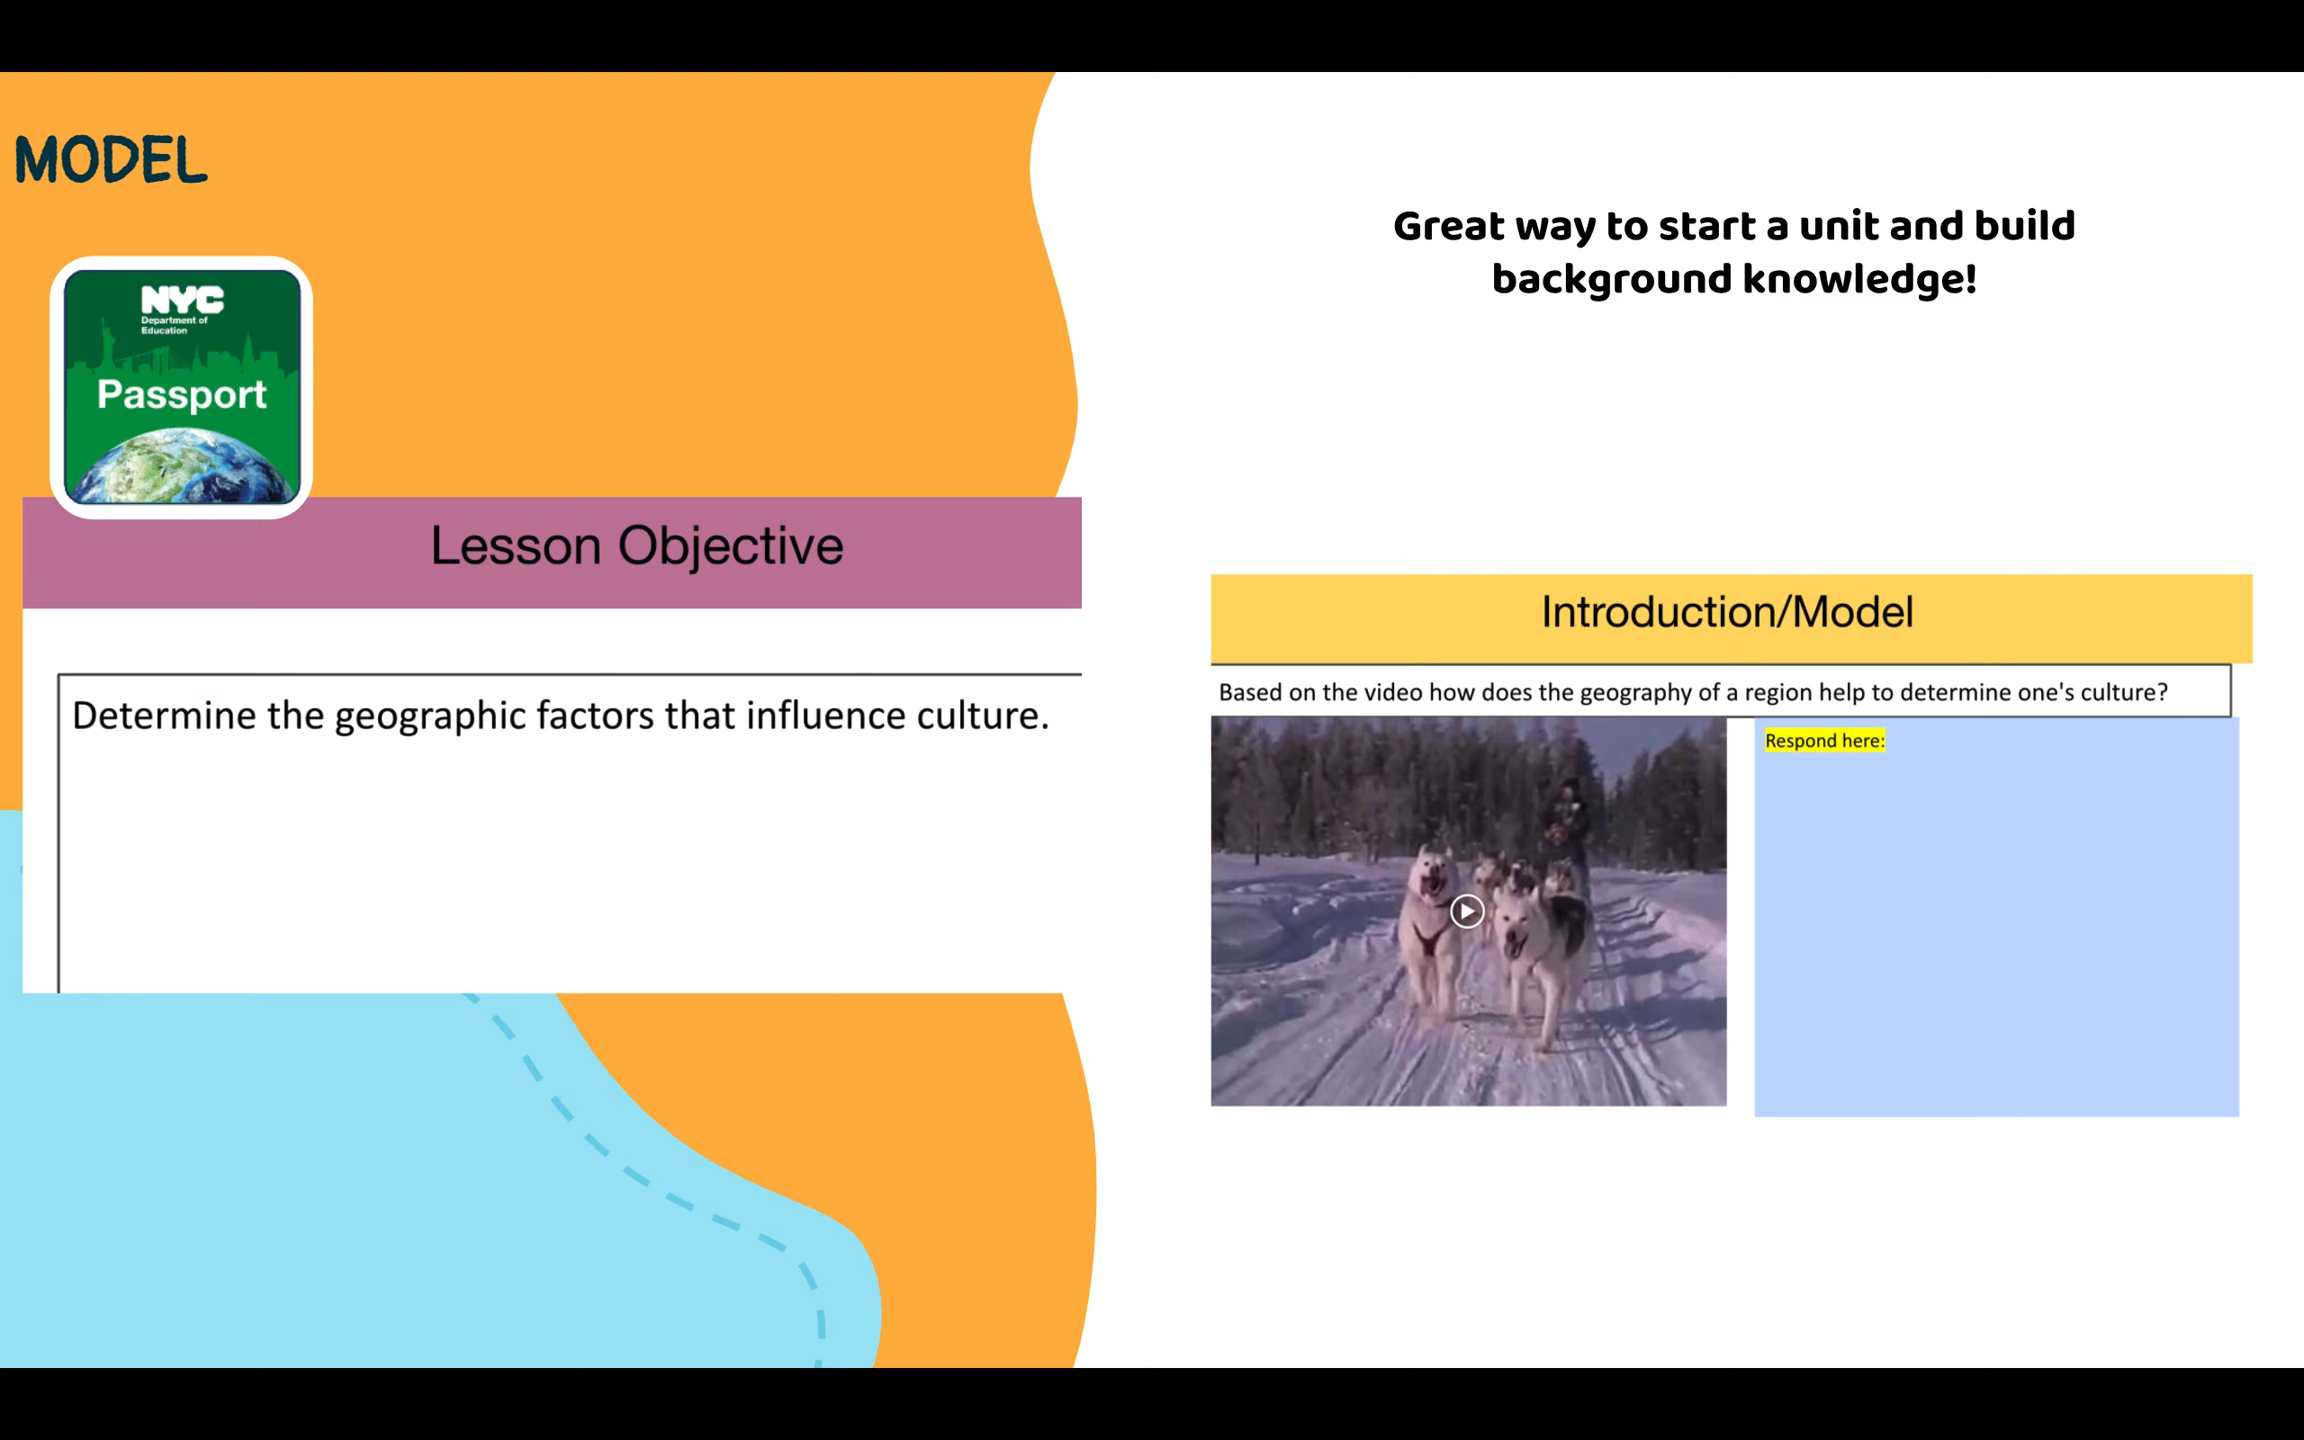 MODEL
NYC
Department of
Education
Passport
Lesson Objective
Determine the geographic factors that influence culture.
Great way to start a unit and build
background knowledge!
Introduction/Model
Based on the video how does the geography of a region help to determine one's culture?
Respond here: